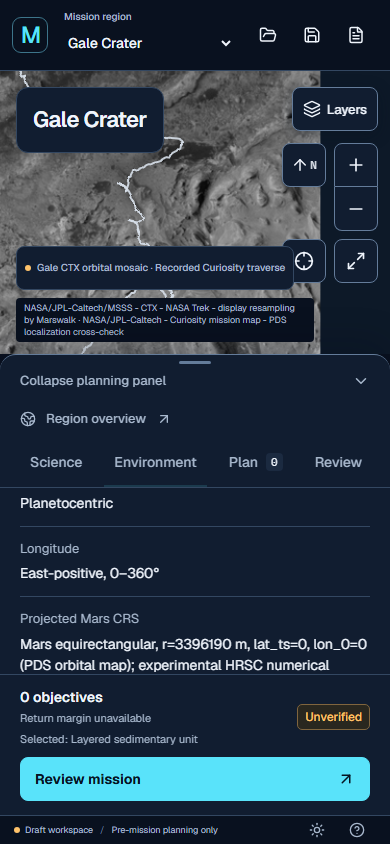 M
Mission region
Gale Crater
Gale Crater
Layers
N
Gale CTX orbital mosaic · Recorded Curiosity traverse
NASA/JPL-Caltech/MSSS - CTX - NASA Trek - display resampling
by Marswalk · NASA/JPL-Caltech - Curiosity mission map - PDS
localization cross-check
Collapse planning panel
Region overview
Science Environment Plan 0 Review
Planetocentric
Longitude
East-positive, 0–360°
Projected Mars CRS
Mars equirectangular, r=3396190 m, lat_ts=0, lon_0=0
(PDS orbital map); experimental HRSC numerical
0 objectives
Return margin unavailable
Selected: Layered sedimentary unit
Unverified
Review mission
Draft workspace / Pre-mission planning only